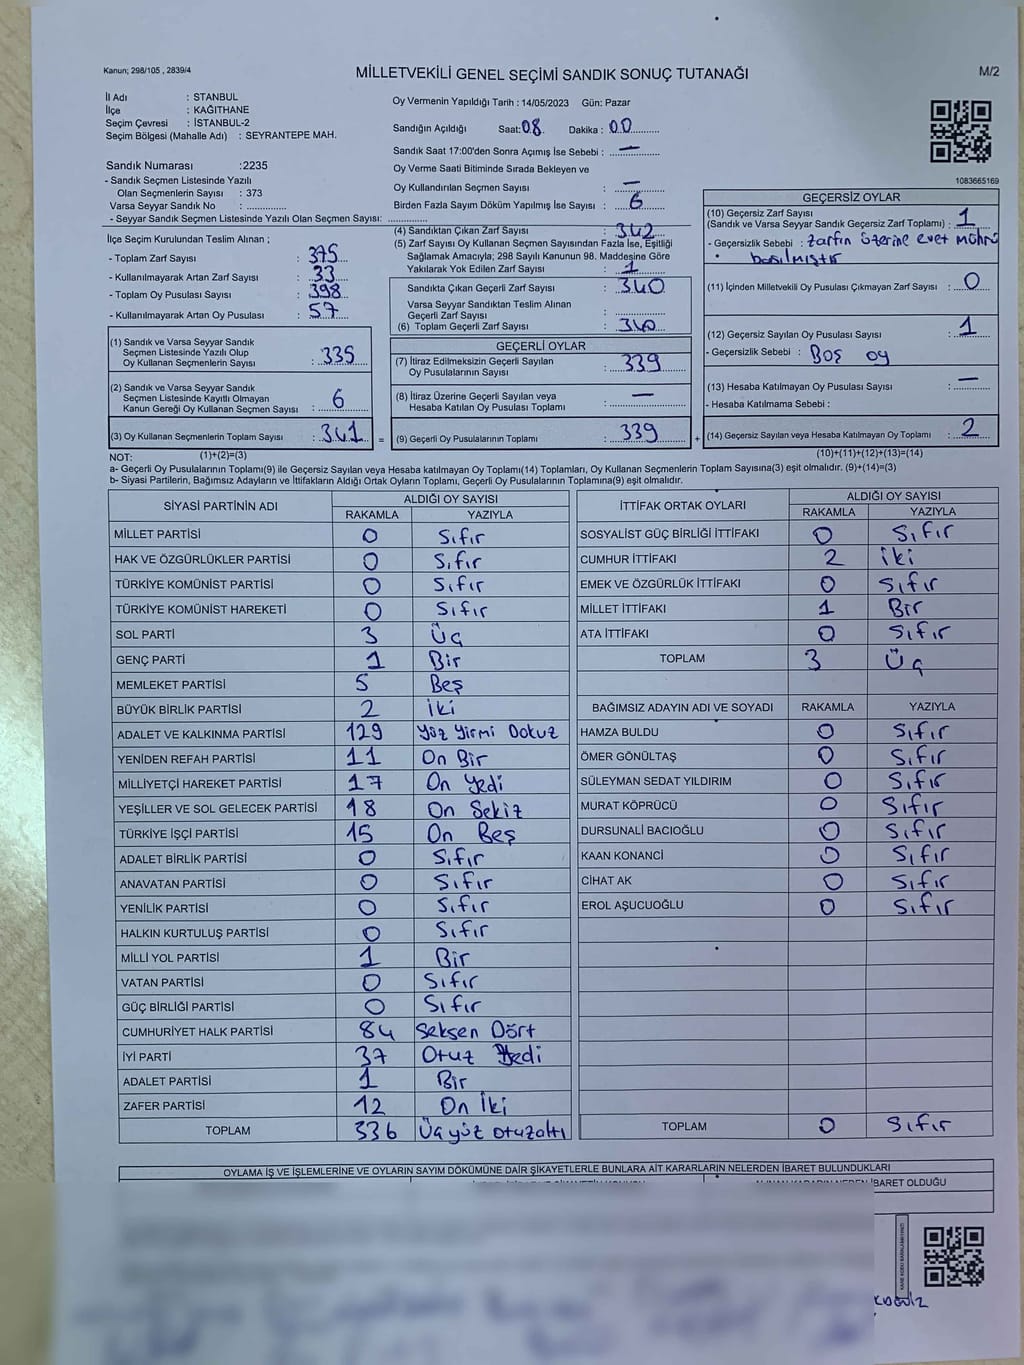 Kanun; 298/105 , 2839/4
MİLLETVEKİLİ GENEL SEÇİMİ SANDIK SONUÇ TUTANAĞI
M/2
İl Adı : STANBUL
İlçe : KAĞITHANE
Seçim Çevresi : İSTANBUL-2
Seçim Bölgesi (Mahalle Adı) : SEYRANTEPE MAH.
Sandık Numarası :2235
- Sandık Seçmen Listesinde Yazılı
Olan Seçmenlerin Sayısı : 373
Varsa Seyyar Sandık No :
- Seyyar Sandık Seçmen Listesinde Yazılı Olan Seçmen Sayısı:
Oy Vermenin Yapıldığı Tarih : 14/05/2023 Gün: Pazar
Sandığın Açıldığı Saat: 08 Dakika : 00
Sandık Saat 17:00'den Sonra Açımış İse Sebebi : —
Oy Verme Saati Bitiminde Sırada Bekleyen ve
Oy Kullandırılan Seçmen Sayısı : —
Birden Fazla Sayım Döküm Yapılmış İse Sayısı : 6
1083665169
İlçe Seçim Kurulundan Teslim Alınan ;
- Toplam Zarf Sayısı : 375
- Kullanılmayarak Artan Zarf Sayısı : 33
- Toplam Oy Pusulası Sayısı : 398
- Kullanılmayarak Artan Oy Pusulası : 57
(1) Sandık ve Varsa Seyyar Sandık
Seçmen Listesinde Yazılı Olup
Oy Kullanan Seçmenlerin Sayısı : 335
(2) Sandık ve Varsa Seyyar Sandık
Seçmen Listesinde Kayıtlı Olmayan
Kanun Gereği Oy Kullanan Seçmen Sayısı : 6
(3) Oy Kullanan Seçmenlerin Toplam Sayısı : 341
(4) Sandıktan Çıkan Zarf Sayısı : 342
(5) Zarf Sayısı Oy Kullanan Seçmen Sayısından Fazla İse, Eşitliği
Sağlamak Amacıyla; 298 Sayılı Kanunun 98. Maddesine Göre
Yakılarak Yok Edilen Zarf Sayısı : 1
Sandıkta Çıkan Geçerli Zarf Sayısı : 340
Varsa Seyyar Sandıktan Teslim Alınan
Geçerli Zarf Sayısı :
(6) Toplam Geçerli Zarf Sayısı : 340
GEÇERLİ OYLAR
(7) İtiraz Edilmeksizin Geçerli Sayılan
Oy Pusulalarının Sayısı : 339
(8) İtiraz Üzerine Geçerli Sayılan veya
Hesaba Katılan Oy Pusulası Toplamı : —
= (9) Geçerli Oy Pusulalarının Toplamı : 339 +
GEÇERSİZ OYLAR
(10) Geçersiz Zarf Sayısı
(Sandık ve Varsa Seyyar Sandık Geçersiz Zarf Toplamı) : 1
- Geçersizlik Sebebi : Zarfın üzerine evet mührü
basılmıştır
(11) İçinden Milletvekili Oy Pusulası Çıkmayan Zarf Sayısı : 0
(12) Geçersiz Sayılan Oy Pusulası Sayısı : 1
- Geçersizlik Sebebi : Boş oy
(13) Hesaba Katılmayan Oy Pusulası Sayısı : —
- Hesaba Katılmama Sebebi :
(14) Geçersiz Sayılan veya Hesaba Katılmayan Oy Toplamı : 2
NOT: (1)+(2)=(3)
(10)+(11)+(12)+(13)=(14)
a- Geçerli Oy Pusulalarının Toplamı(9) ile Geçersiz Sayılan veya Hesaba katılmayan Oy Toplamı(14) Toplamları, Oy Kullanan Seçmenlerin Toplam Sayısına(3) eşit olmalıdır. (9)+(14)=(3)
b- Siyasi Partilerin, Bağımsız Adayların ve İttifakların Aldığı Ortak Oyların Toplamı, Geçerli Oy Pusulalarının Toplamına(9) eşit olmalıdır.
SİYASİ PARTİNİN ADI ALDIĞI OY SAYISI
RAKAMLA YAZIYLA
MİLLET PARTİSİ 0 Sıfır
HAK VE ÖZGÜRLÜKLER PARTİSİ 0 Sıfır
TÜRKİYE KOMÜNİST PARTİSİ 0 Sıfır
TÜRKİYE KOMÜNİST HAREKETİ 0 Sıfır
SOL PARTİ 3 Üç
GENÇ PARTİ 1 Bir
MEMLEKET PARTİSİ 5 Beş
BÜYÜK BİRLİK PARTİSİ 2 İki
ADALET VE KALKINMA PARTİSİ 129 Yüz Yirmi Dokuz
YENİDEN REFAH PARTİSİ 11 On Bir
MİLLİYETÇİ HAREKET PARTİSİ 17 On Yedi
YEŞİLLER VE SOL GELECEK PARTİSİ 18 On Sekiz
TÜRKİYE İŞÇİ PARTİSİ 15 On Beş
ADALET BİRLİK PARTİSİ 0 Sıfır
ANAVATAN PARTİSİ 0 Sıfır
YENİLİK PARTİSİ 0 Sıfır
HALKIN KURTULUŞ PARTİSİ 0 Sıfır
MİLLİ YOL PARTİSİ 1 Bir
VATAN PARTİSİ 0 Sıfır
GÜÇ BİRLİĞİ PARTİSİ 0 Sıfır
CUMHURİYET HALK PARTİSİ 84 Seksen Dört
İYİ PARTİ 37 Otuz Yedi
ADALET PARTİSİ 1 Bir
ZAFER PARTİSİ 12 On İki
TOPLAM 336 Üçyüz otuzaltı
İTTİFAK ORTAK OYLARI ALDIĞI OY SAYISI
RAKAMLA YAZIYLA
SOSYALİST GÜÇ BİRLİĞİ İTTİFAKI 0 Sıfır
CUMHUR İTTİFAKI 2 İki
EMEK VE ÖZGÜRLÜK İTTİFAKI 0 Sıfır
MİLLET İTTİFAKI 1 Bir
ATA İTTİFAKI 0 Sıfır
TOPLAM 3 Üç
BAĞIMSIZ ADAYIN ADI VE SOYADI RAKAMLA YAZIYLA
HAMZA BULDU 0 Sıfır
ÖMER GÖNÜLTAŞ 0 Sıfır
SÜLEYMAN SEDAT YILDIRIM 0 Sıfır
MURAT KÖPRÜCÜ 0 Sıfır
DURSUNALİ BACIOĞLU 0 Sıfır
KAAN KONANCİ 0 Sıfır
CİHAT AK 0 Sıfır
EROL AŞUCUOĞLU 0 Sıfır
TOPLAM 0 Sıfır
OYLAMA İŞ VE İŞLEMLERİNE VE OYLARIN SAYIM DÖKÜMÜNE DAİR ŞİKAYETLERLE BUNLARA AİT KARARLARIN NELERDEN İBARET BULUNDUKLARI
İBARET OLDUĞU